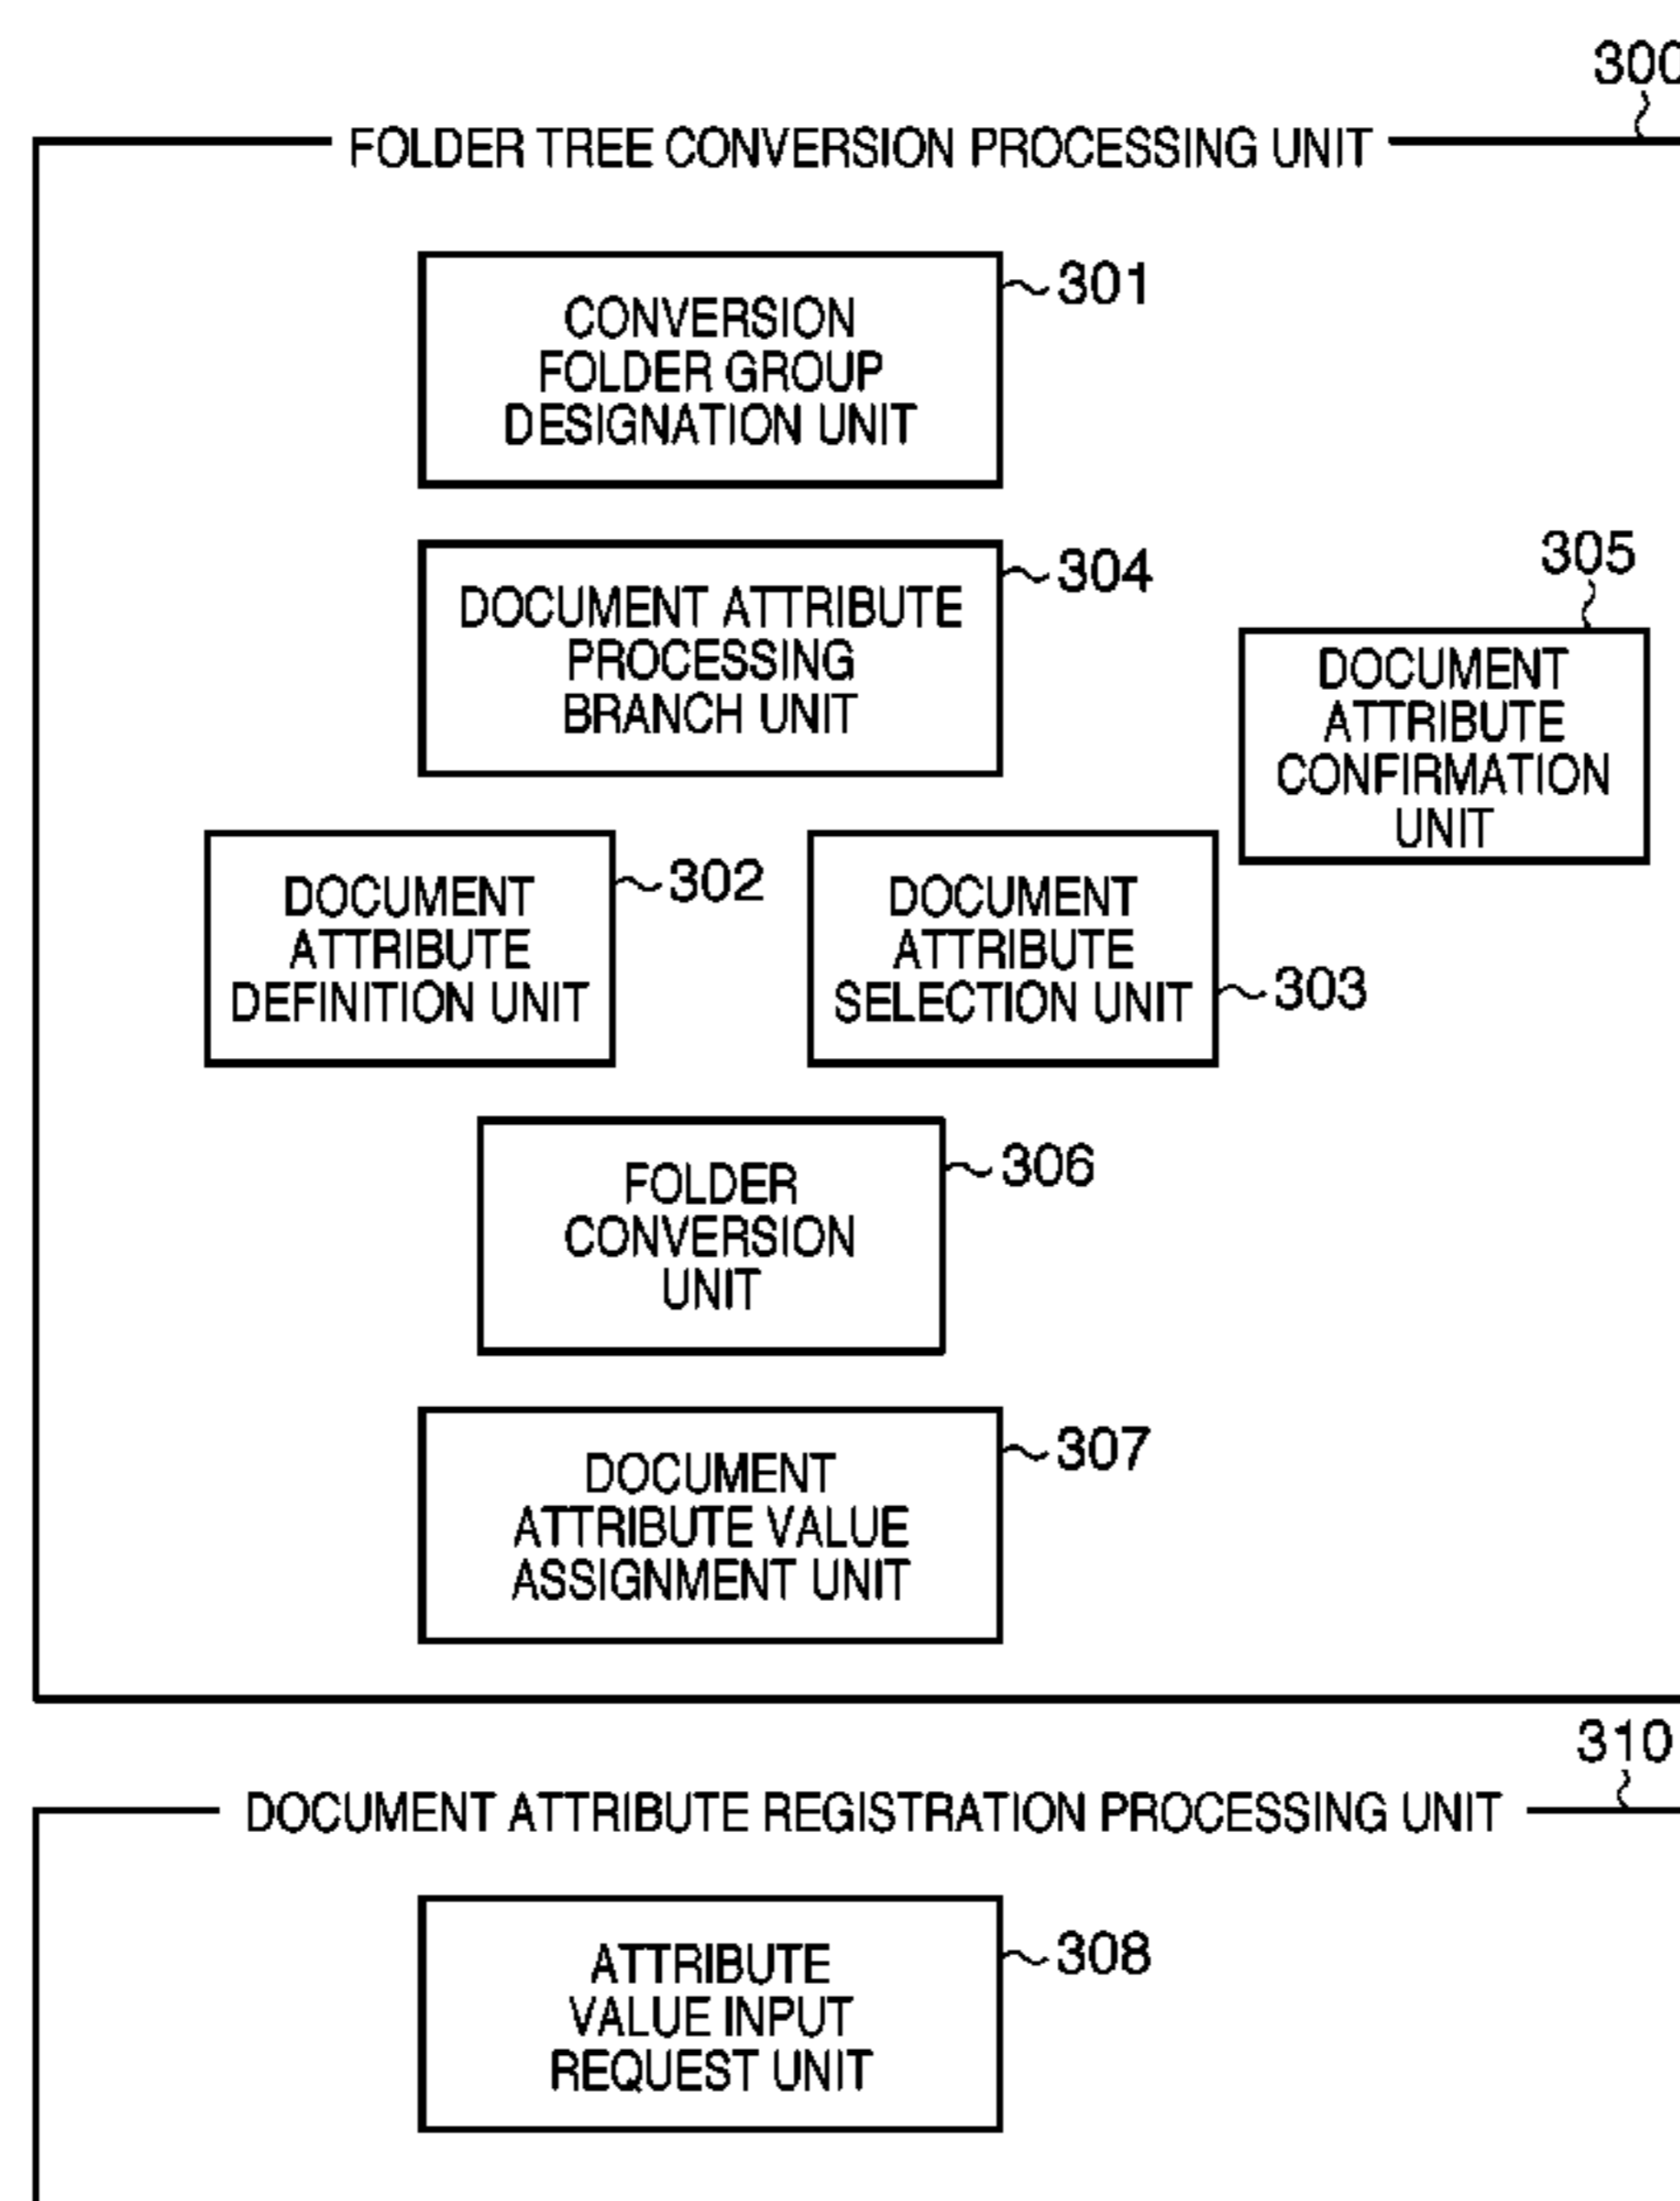 300
FOLDER TREE CONVERSION PROCESSING UNIT
301
CONVERSION
FOLDER GROUP
DESIGNATION UNIT
304
DOCUMENT ATTRIBUTE
PROCESSING
BRANCH UNIT
305
DOCUMENT
ATTRIBUTE
CONFIRMATION
UNIT
302
DOCUMENT
ATTRIBUTE
DEFINITION UNIT
DOCUMENT
ATTRIBUTE
SELECTION UNIT
303
306
FOLDER
CONVERSION
UNIT
307
DOCUMENT
ATTRIBUTE VALUE
ASSIGNMENT UNIT
310
DOCUMENT ATTRIBUTE REGISTRATION PROCESSING UNIT
308
ATTRIBUTE
VALUE INPUT
REQUEST UNIT